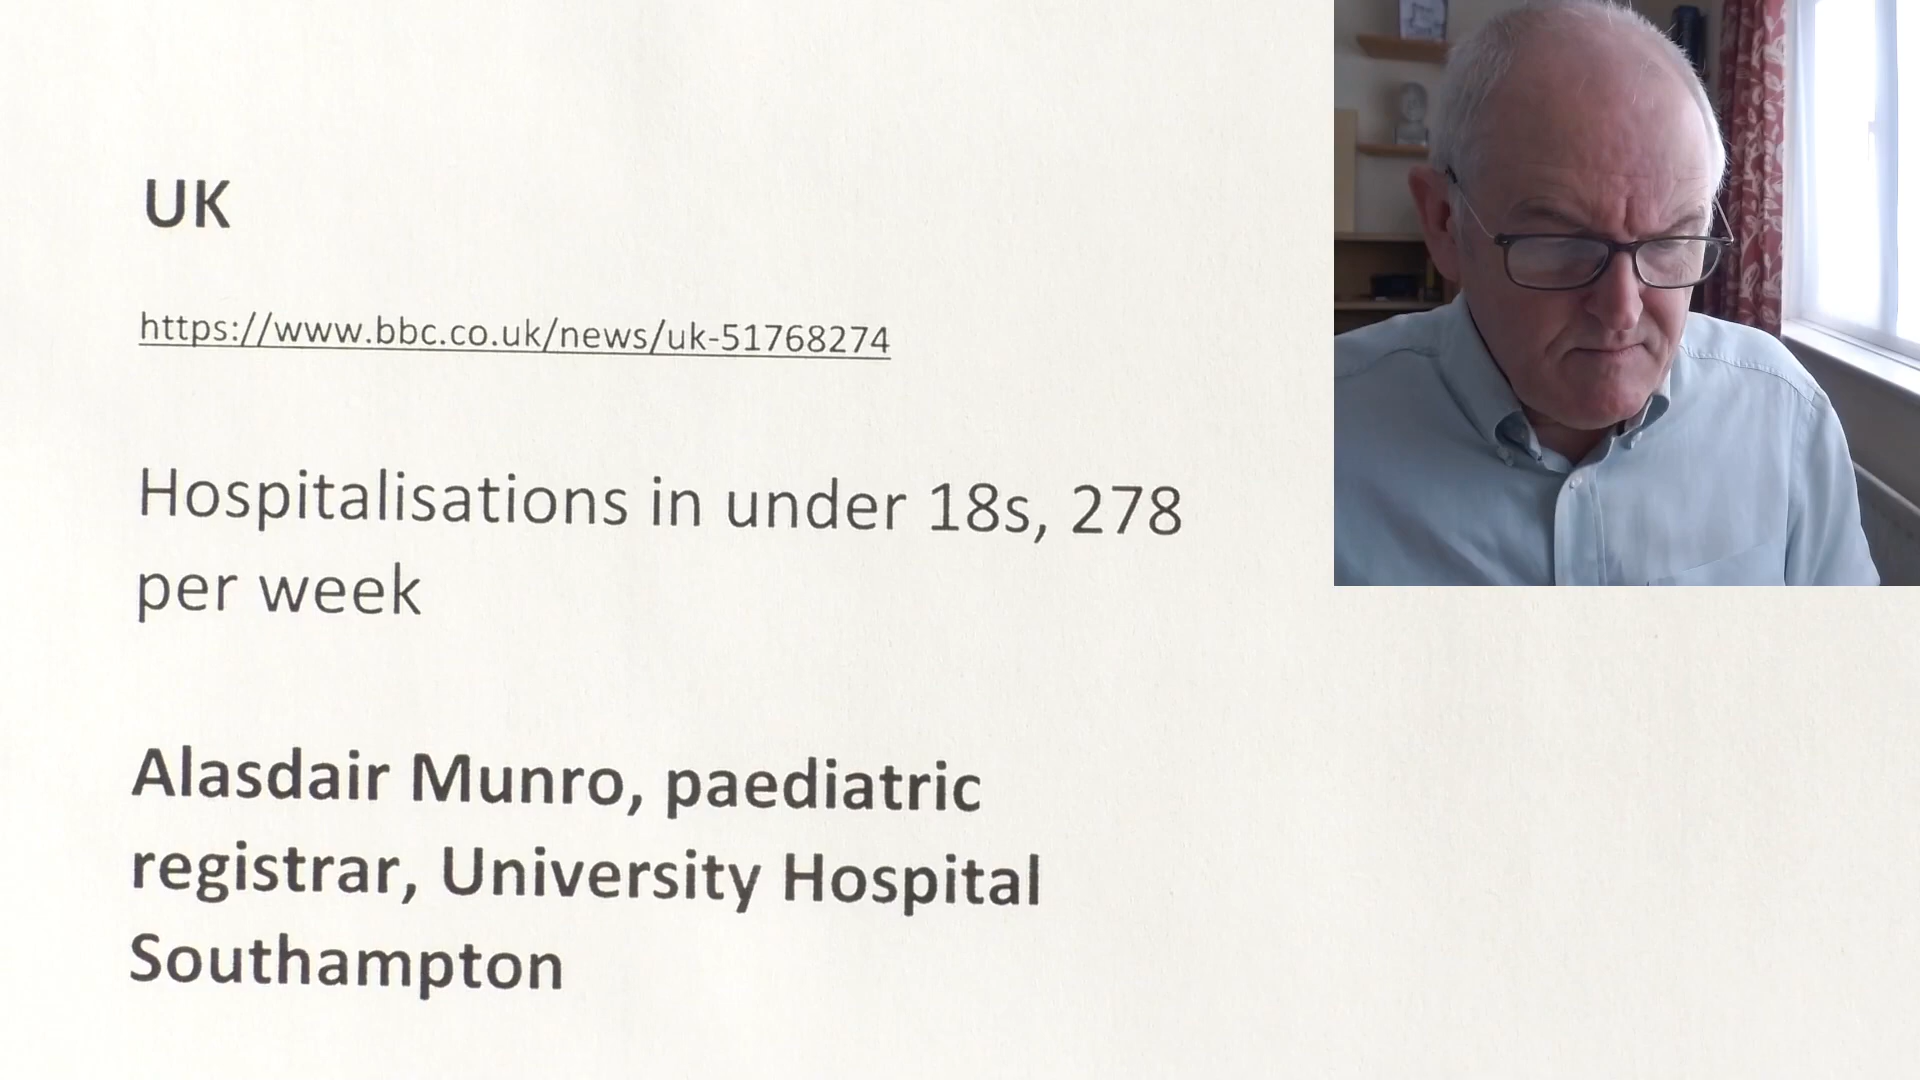 UK
https://www.bbc.co.uk/news/uk-51768274
Hospitalisations in under 18s, 278
per week
Alasdair Munro, paediatric
registrar, University Hospital
Southampton